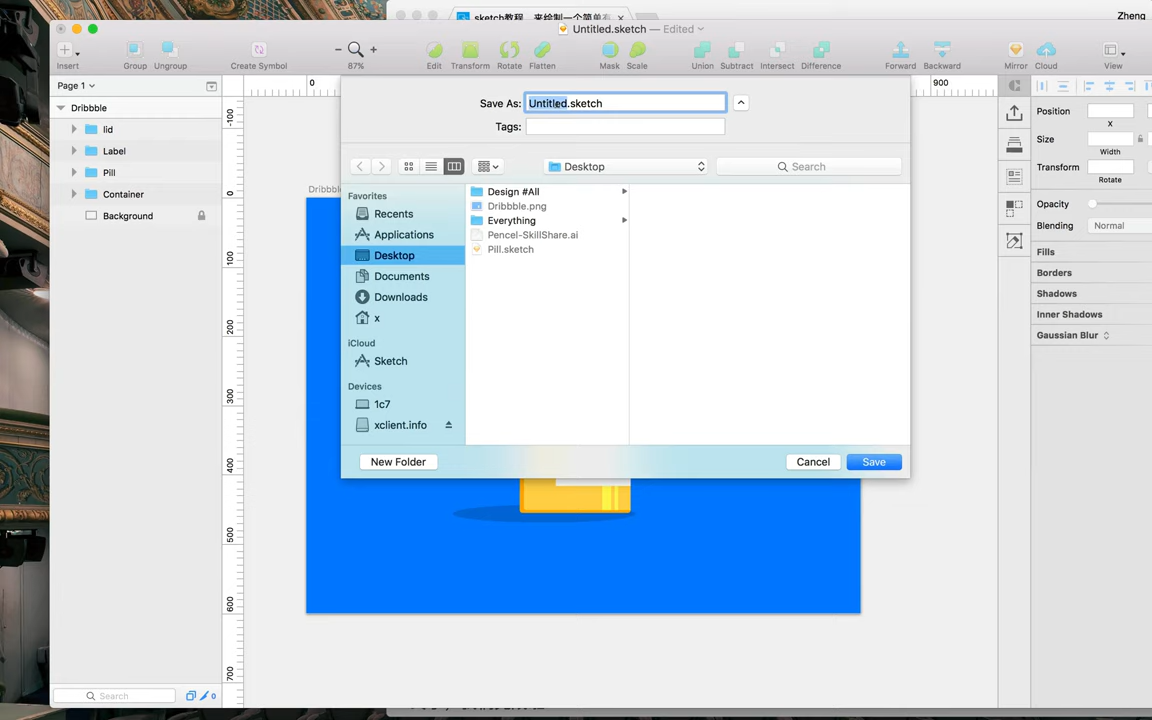 sketch教程
Zheng
Untitled.sketch — Edited
Insert
Group
Ungroup
Create Symbol
87%
Edit
Transform
Rotate
Flatten
Mask
Scale
Union
Subtract
Intersect
Difference
Forward
Backward
Mirror
Cloud
View
Page 1
Dribbble
lid
Label
Pill
Container
Background
Search
0
0
900
-100
0
100
200
300
400
500
600
700
Dribbble
Save As: Untitled.sketch
Tags:
Desktop
Search
Favorites
Recents
Applications
Desktop
Documents
Downloads
x
iCloud
Sketch
Devices
1c7
xclient.info
Design #All
Dribbble.png
Everything
Pencel-SkillShare.ai
Pill.sketch
New Folder
Cancel
Save
Position
X
Size
Width
Transform
Rotate
Opacity
Blending Normal
Fills
Borders
Shadows
Inner Shadows
Gaussian Blur